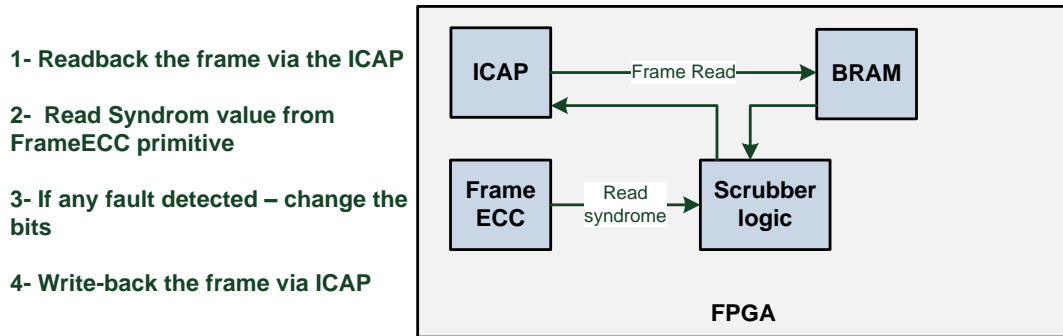 1- Readback the frame via the ICAP
2- Read Syndrom value from
FrameECC primitive
3- If any fault detected – change the
bits
4- Write-back the frame via ICAP
ICAP
Frame Read
BRAM
Frame
ECC
Read
syndrome
Scrubber
logic
FPGA